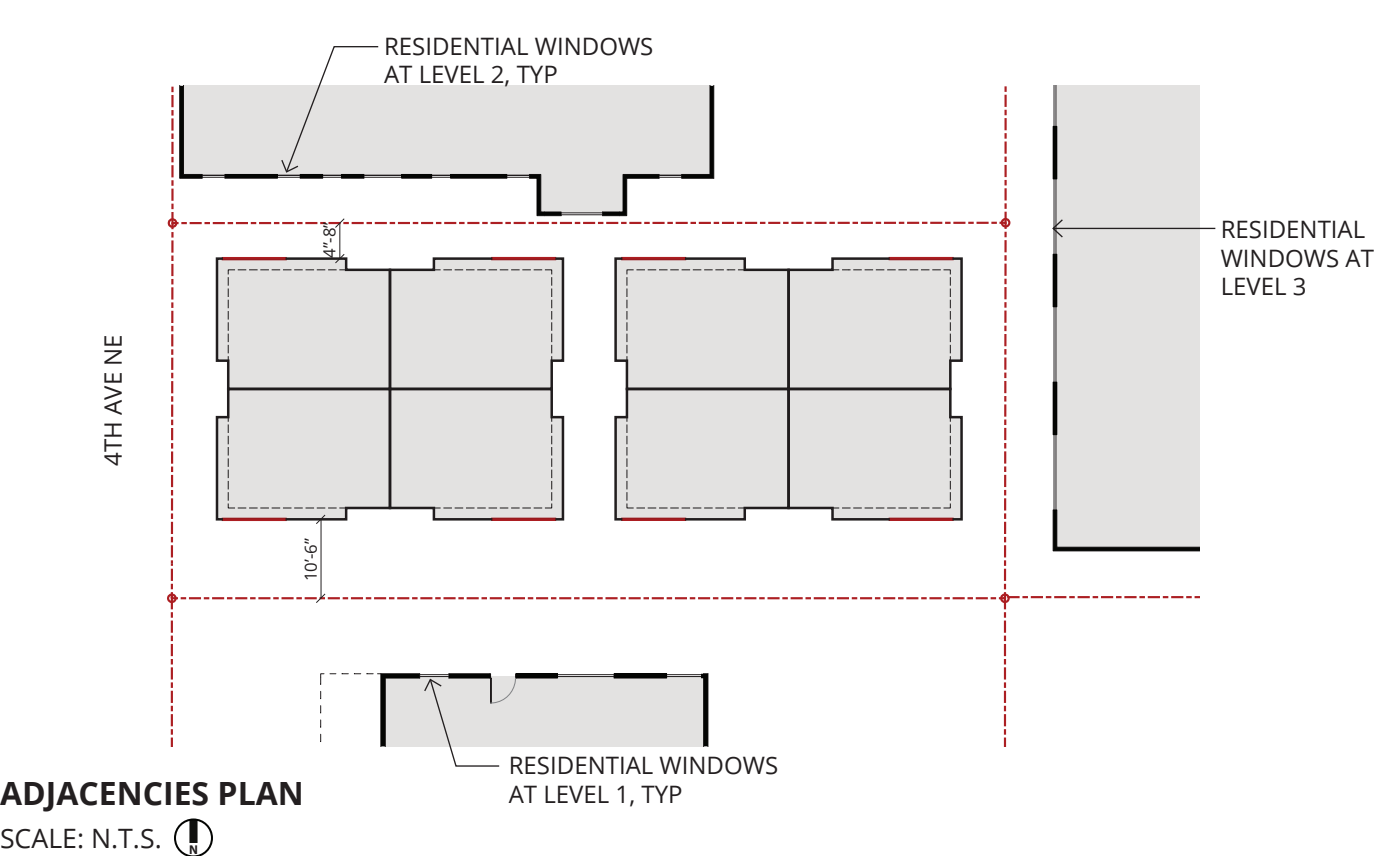 RESIDENTIAL WINDOWS
AT LEVEL 2, TYP
4"-8"
RESIDENTIAL
WINDOWS AT
LEVEL 3
4TH AVE NE
10'-6"
RESIDENTIAL WINDOWS
AT LEVEL 1, TYP
ADJACENCIES PLAN
SCALE: N.T.S.
N